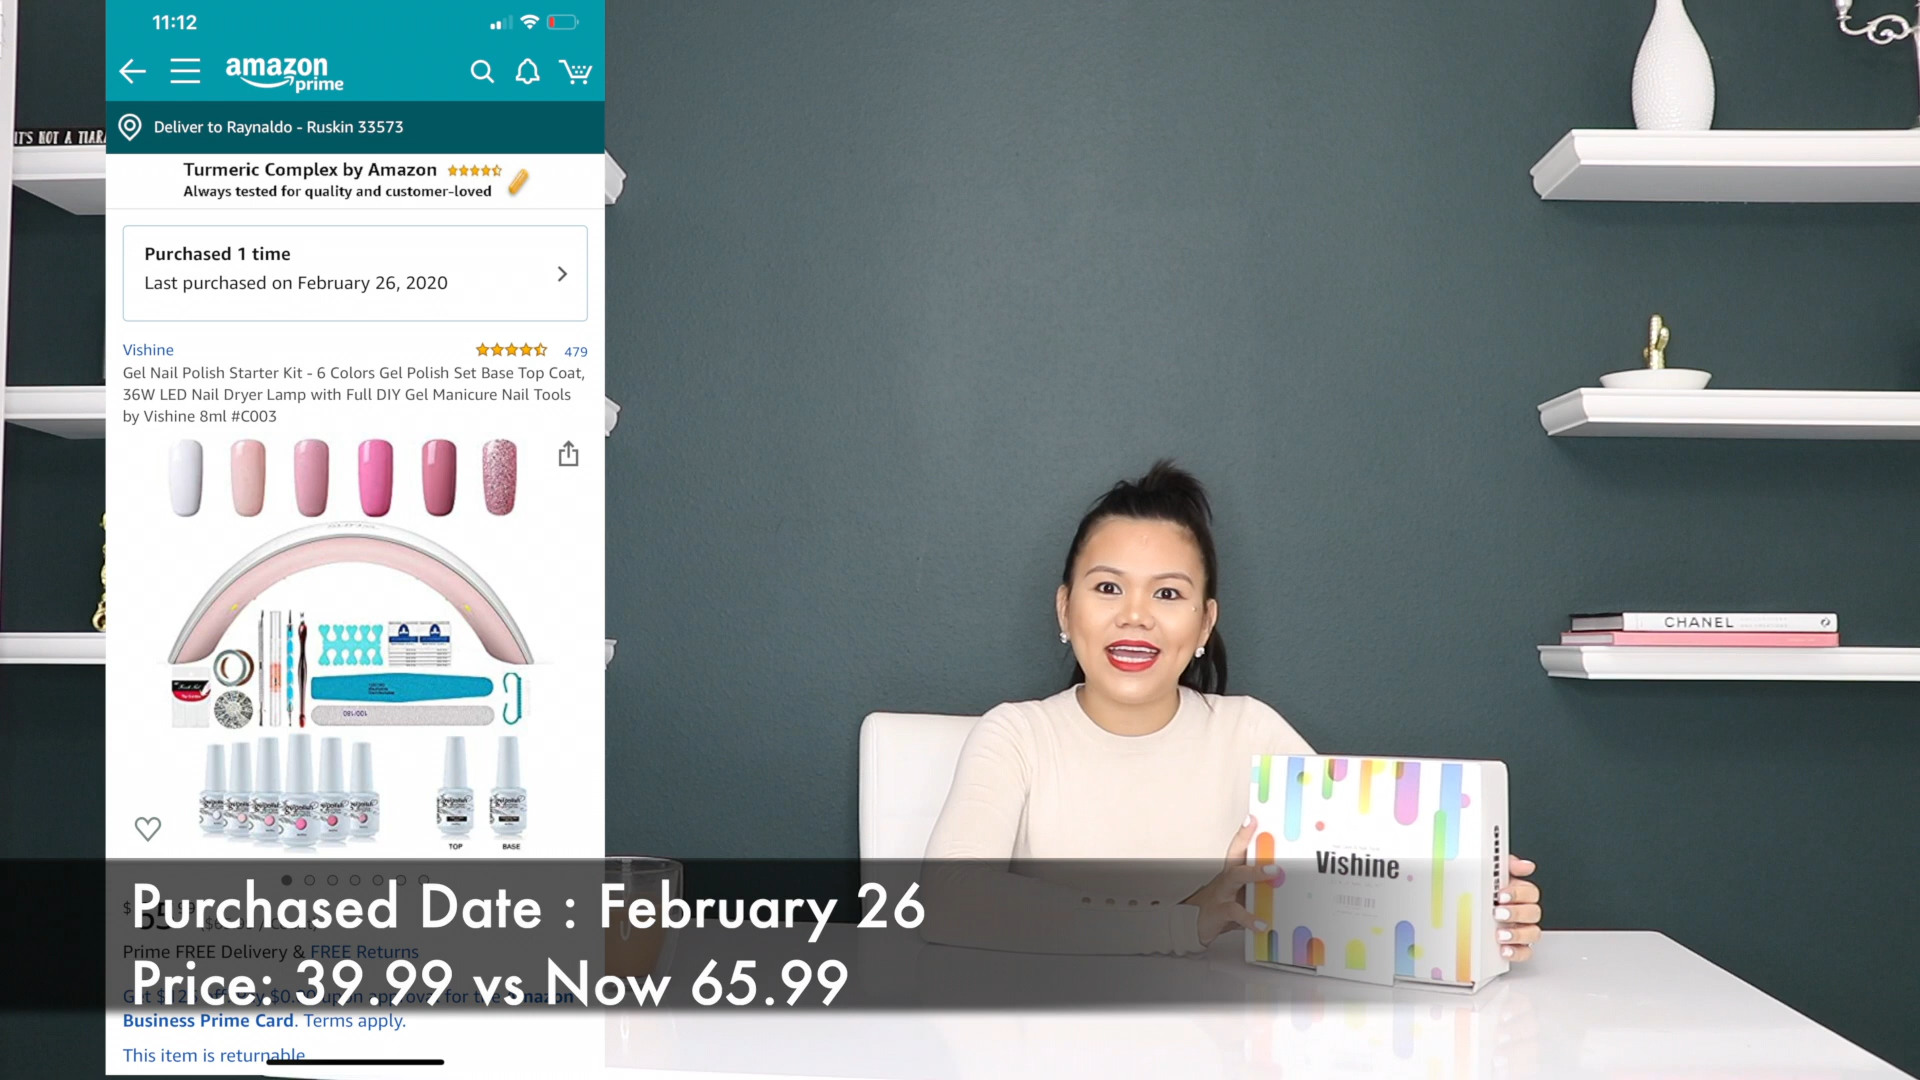 11:12
amazon
prime
Deliver to Raynaldo - Ruskin 33573
Turmeric Complex by Amazon
Always tested for quality and customer-loved
Purchased 1 time
Last purchased on February 26, 2020
Vishine
479
Gel Nail Polish Starter Kit - 6 Colors Gel Polish Set Base Top Coat,
36W LED Nail Dryer Lamp with Full DIY Gel Manicure Nail Tools
by Vishine 8ml #C003
100/180
TOP
BASE
Prime FREE Delivery & FREE Returns
Business Prime Card. Terms apply.
This item is returnable
Purchased Date : February 26
Price: 39.99 vs Now 65.99
IT'S NOT A TIARA
CHANEL
Vishine